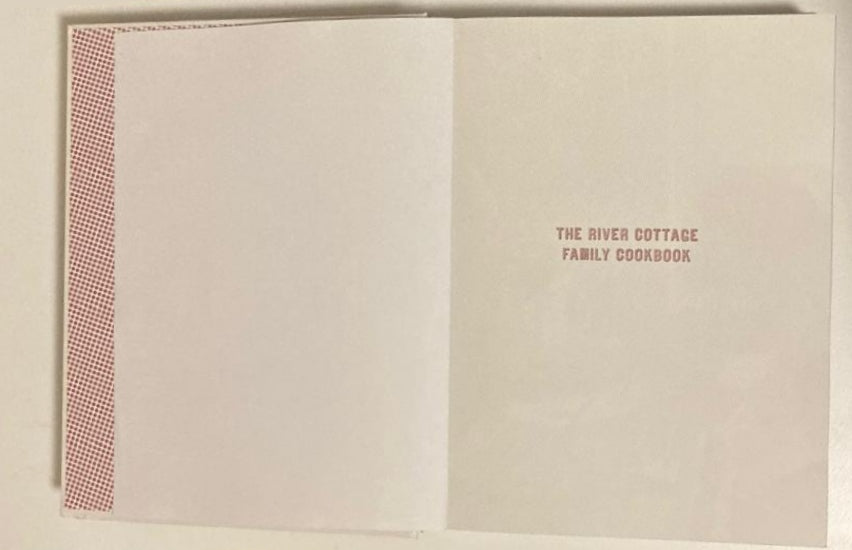 THE RIVER COTTAGE
FAMILY COOKBOOK